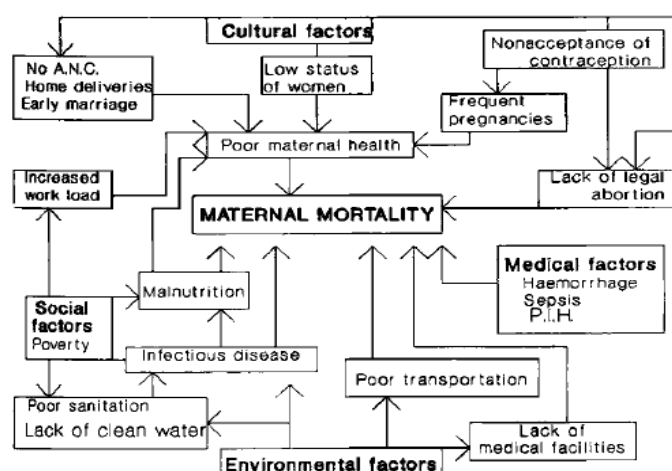 Cultural factors
Nonacceptance of
contraception
No A.N.C.
Home deliveries
Early marriage
Low status
of women
Frequent
pregnancies
Poor maternal health
Increased
work load
Lack of legal
abortion
MATERNAL MORTALITY
Medical factors
Haemorrhage
Sepsis
P.I.H.
Malnutrition
Social
factors
Poverty
Infectious disease
Poor transportation
Poor sanitation
Lack of clean water
Lack of
medical facilities
Environmental factors